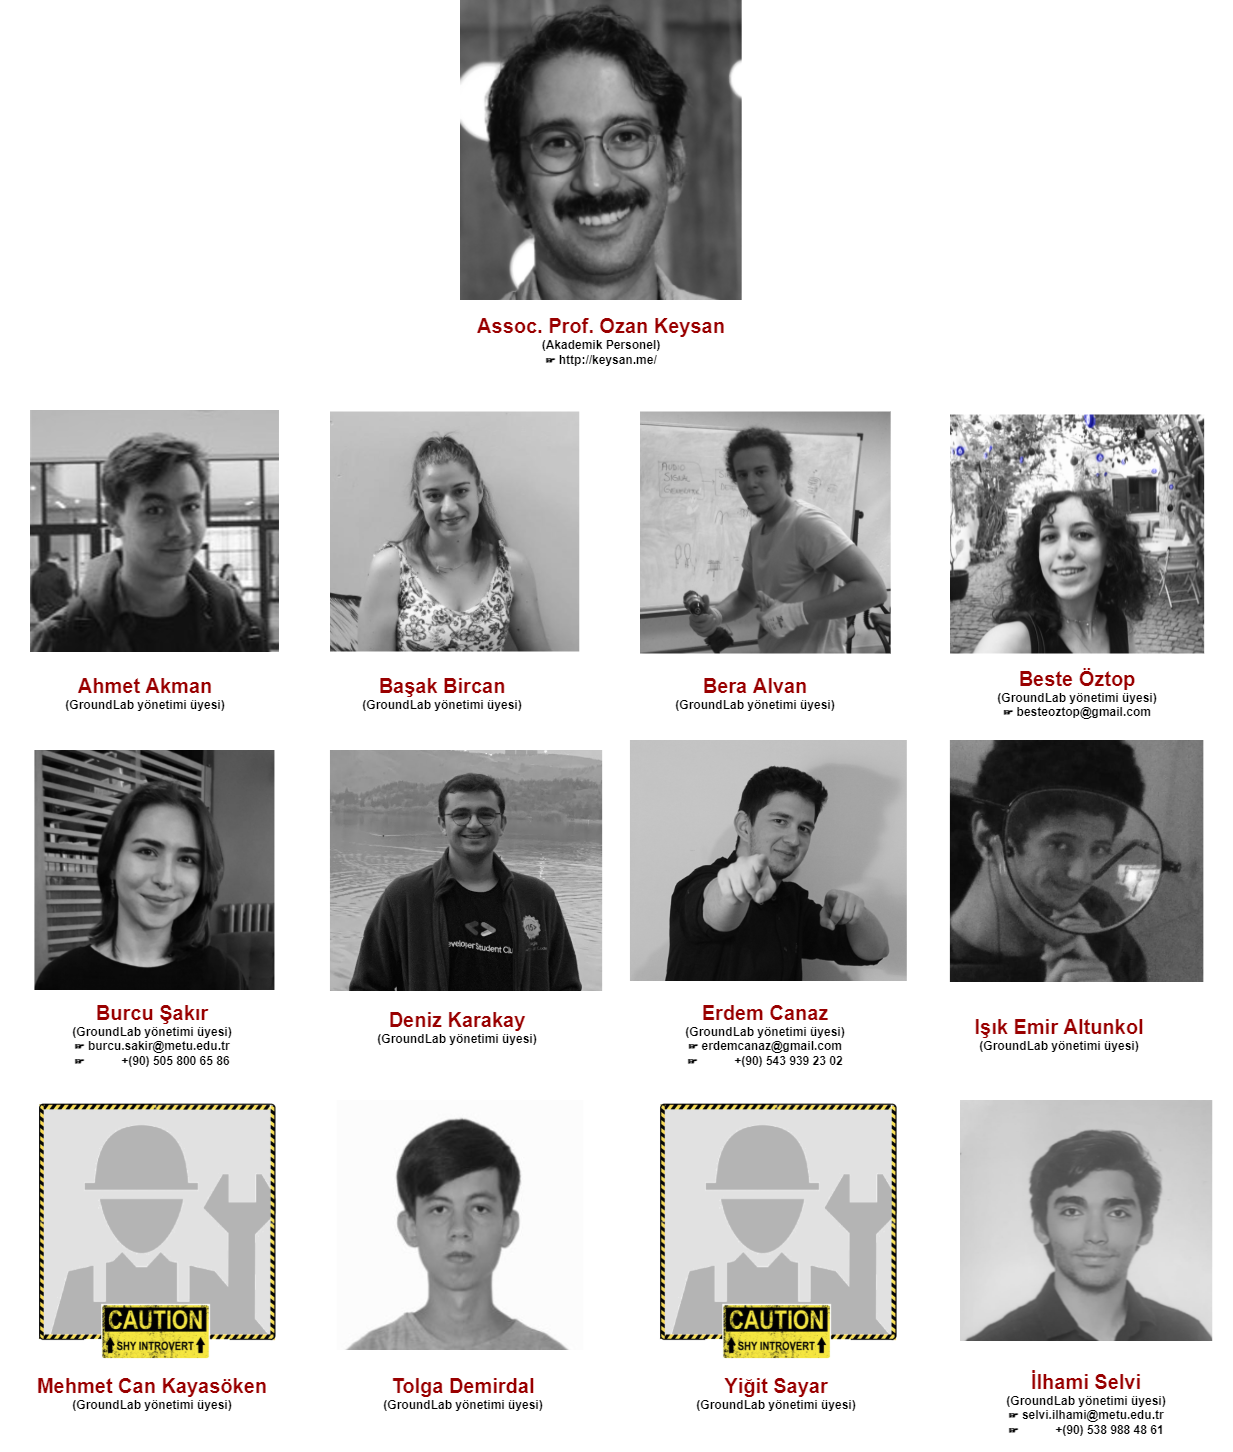 Assoc. Prof. Ozan Keysan
(Akademik Personel)
☞ http://keysan.me/
AUDIO
SIGNAL
GENERATOR
Ahmet Akman
(GroundLab yönetimi üyesi)
Başak Bircan
(GroundLab yönetimi üyesi)
Bera Alvan
(GroundLab yönetimi üyesi)
Beste Öztop
(GroundLab yönetimi üyesi)
☞ besteoztop@gmail.com
Developer Student Clu
Burcu Şakır
(GroundLab yönetimi üyesi)
☞ burcu.sakir@metu.edu.tr
☞ +(90) 505 800 65 86
Deniz Karakay
(GroundLab yönetimi üyesi)
Erdem Canaz
(GroundLab yönetimi üyesi)
☞ erdemcanaz@gmail.com
☞ +(90) 543 939 23 02
Işık Emir Altunkol
(GroundLab yönetimi üyesi)
CAUTION
SHY INTROVERT
CAUTION
SHY INTROVERT
Mehmet Can Kayasöken
(GroundLab yönetimi üyesi)
Tolga Demirdal
(GroundLab yönetimi üyesi)
Yiğit Sayar
(GroundLab yönetimi üyesi)
İlhami Selvi
(GroundLab yönetimi üyesi)
☞ selvi.ilhami@metu.edu.tr
☞ +(90) 538 988 48 61